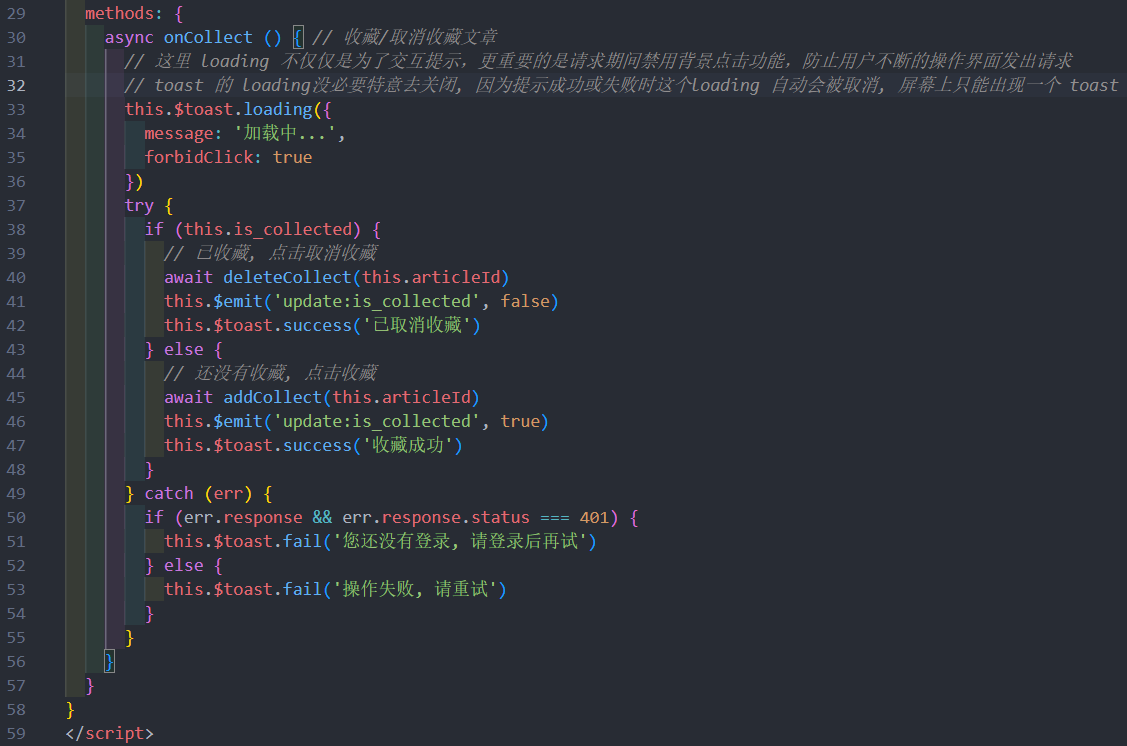 29 methods: {
30 async onCollect () { // 收藏/取消收藏文章
31 // 这里 loading 不仅仅是为了交互提示，更重要的是请求期间禁用背景点击功能，防止用户不断的操作界面发出请求
32 // toast 的 loading没必要特意去关闭, 因为提示成功或失败时这个loading 自动会被取消, 屏幕上只能出现一个 toast
33 this.$toast.loading({
34 message: '加载中...',
35 forbidClick: true
36 })
37 try {
38 if (this.is_collected) {
39 // 已收藏, 点击取消收藏
40 await deleteCollect(this.articleId)
41 this.$emit('update:is_collected', false)
42 this.$toast.success('已取消收藏')
43 } else {
44 // 还没有收藏, 点击收藏
45 await addCollect(this.articleId)
46 this.$emit('update:is_collected', true)
47 this.$toast.success('收藏成功')
48 }
49 } catch (err) {
50 if (err.response && err.response.status === 401) {
51 this.$toast.fail('您还没有登录, 请登录后再试')
52 } else {
53 this.$toast.fail('操作失败, 请重试')
54 }
55 }
56 }
57 }
58 }
59 </script>